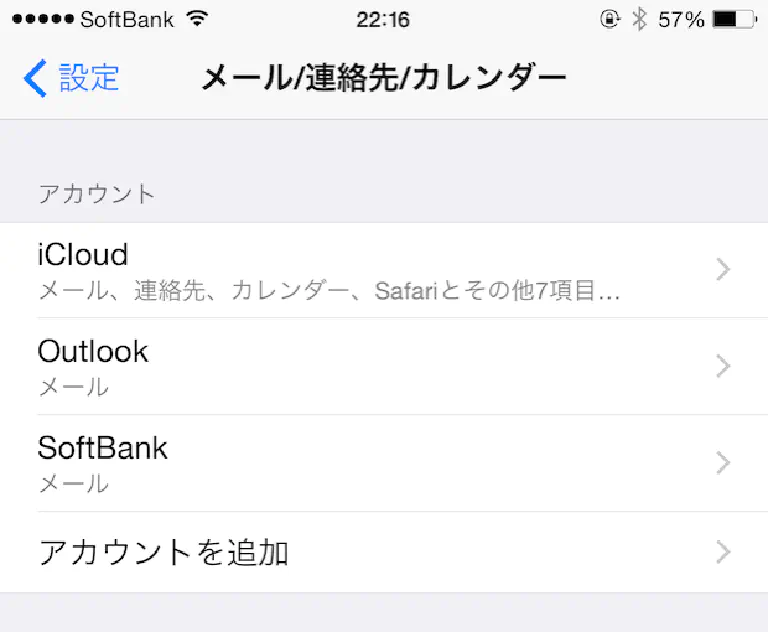 SoftBank 22:16 57%
設定 メール/連絡先/カレンダー
アカウント
iCloud
メール、連絡先、カレンダー、Safariとその他7項目...
Outlook
メール
SoftBank
メール
アカウントを追加